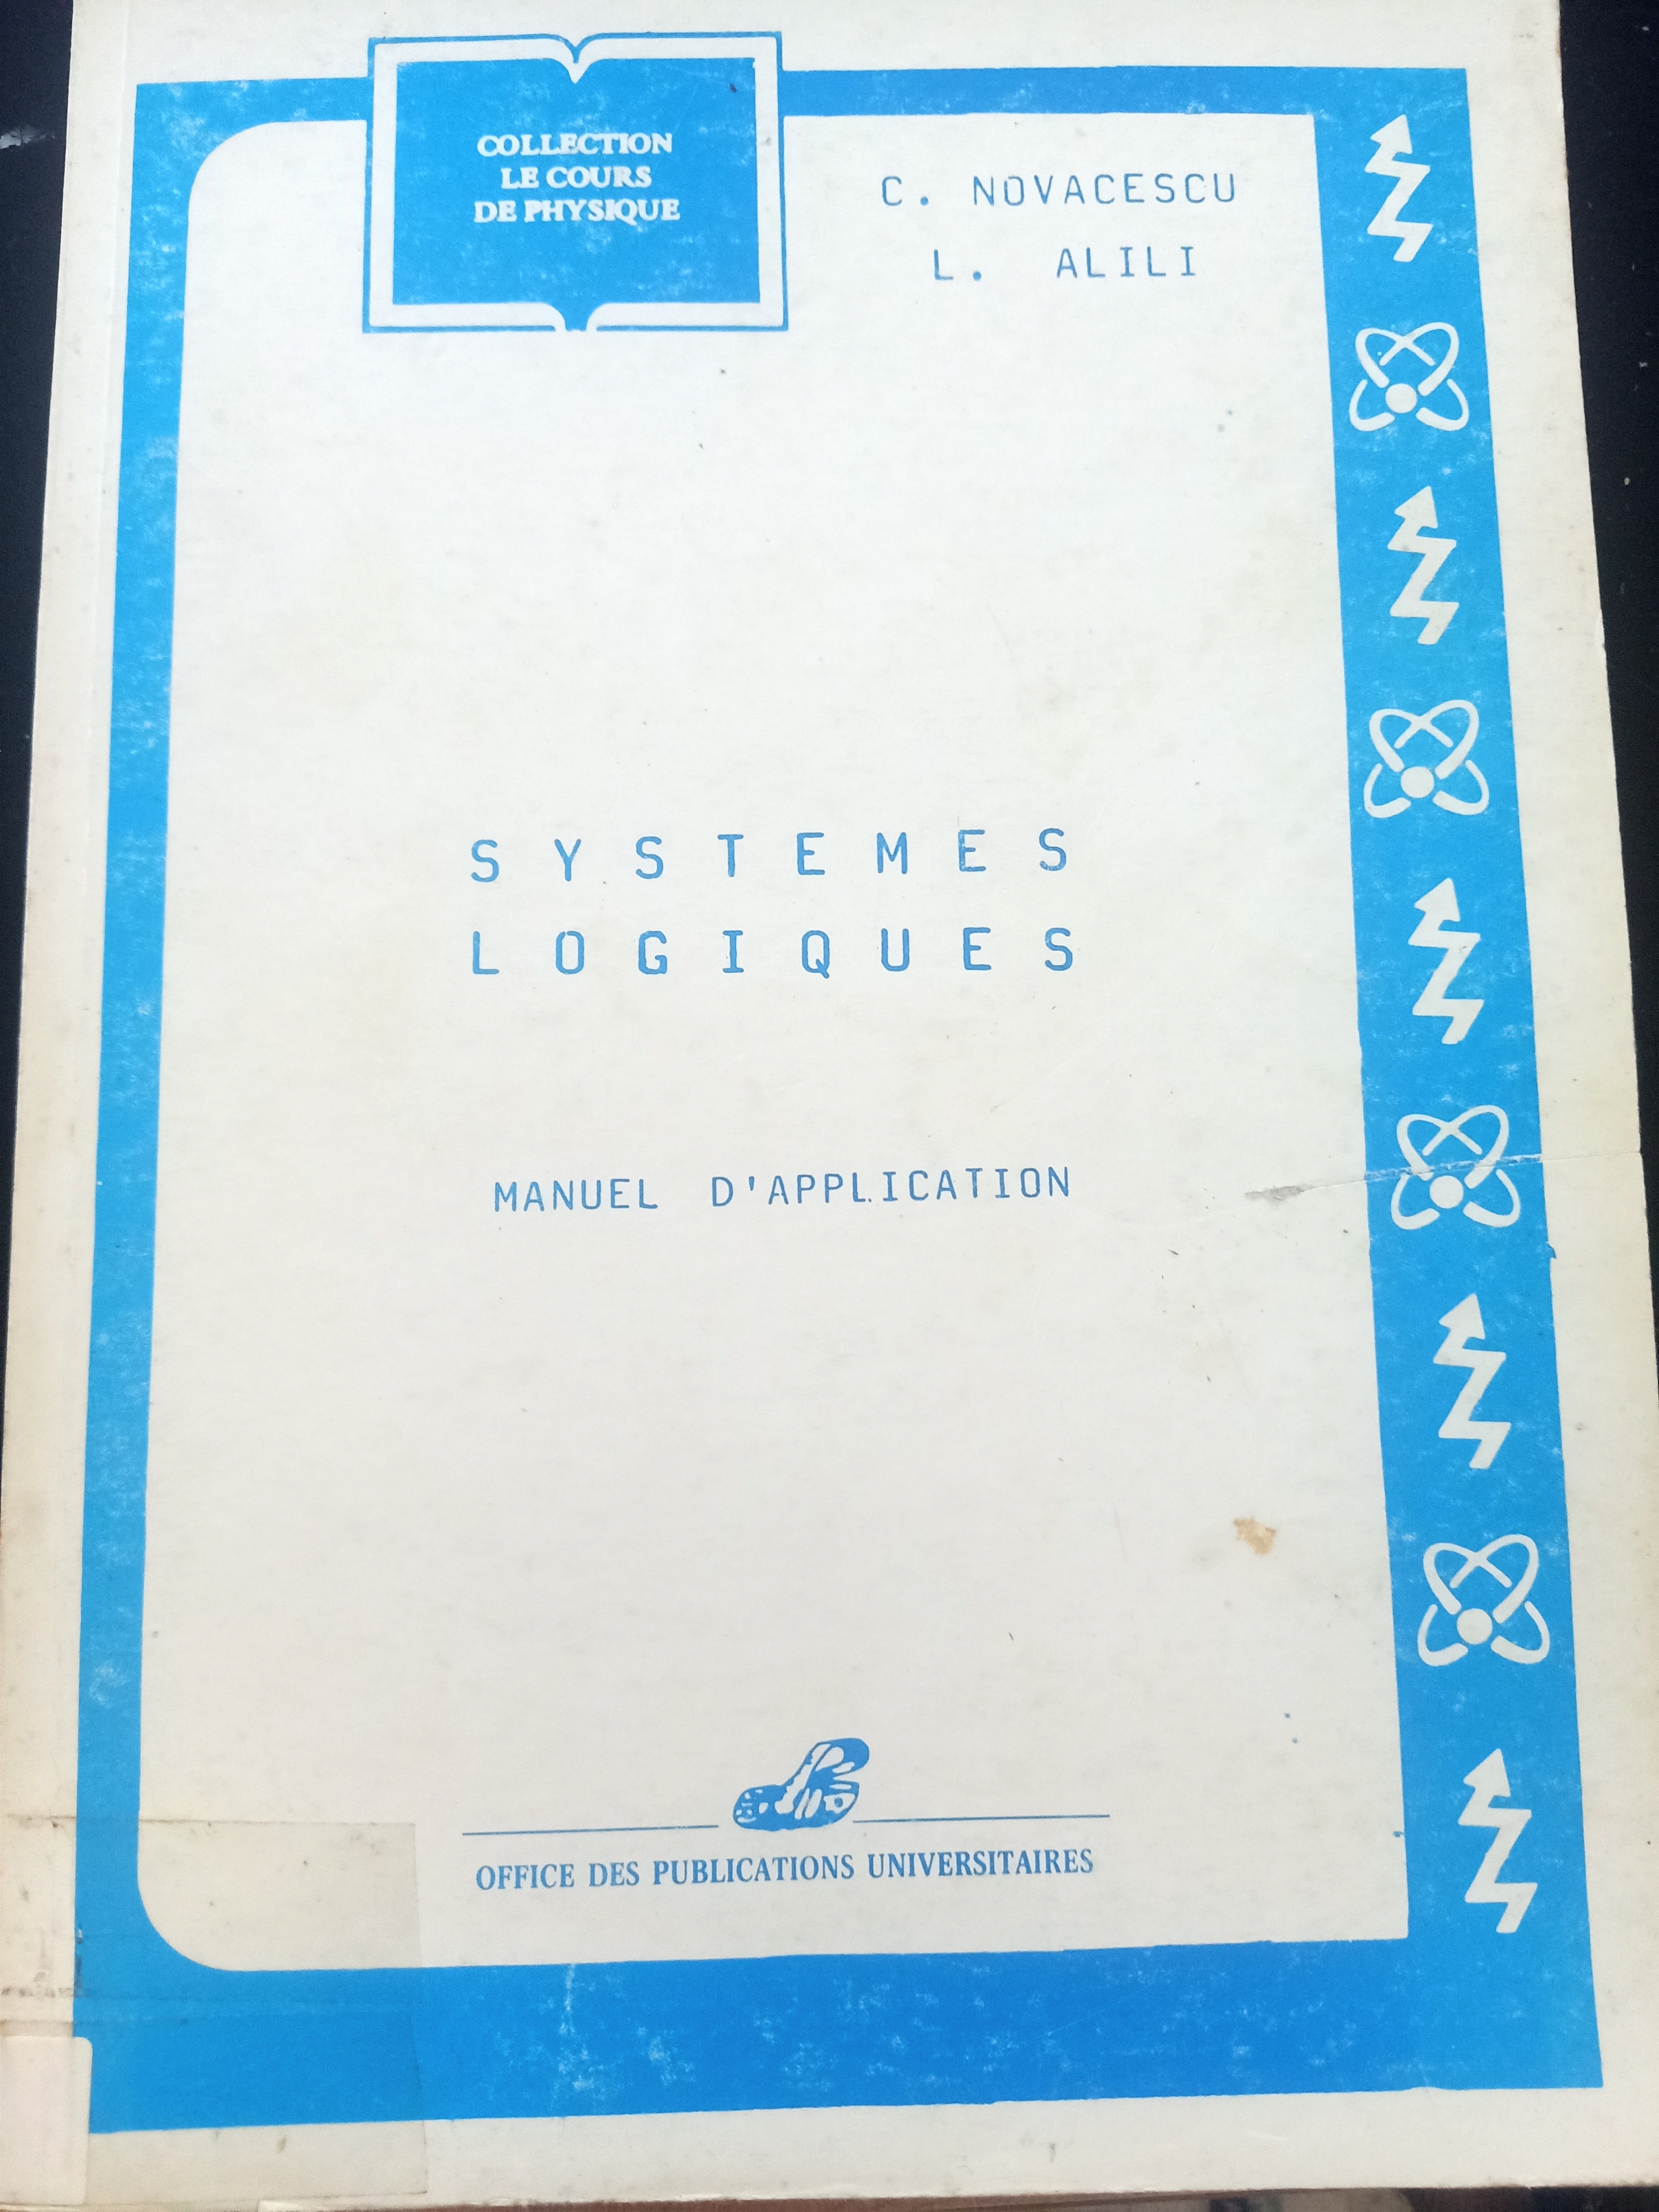 COLLECTION
LE COURS
DE PHYSIQUE
C. NOVACESCU
L. ALILI
SYSTEMES
LOGIQUES
MANUEL D'APPLICATION
OFFICE DES PUBLICATIONS UNIVERSITAIRES